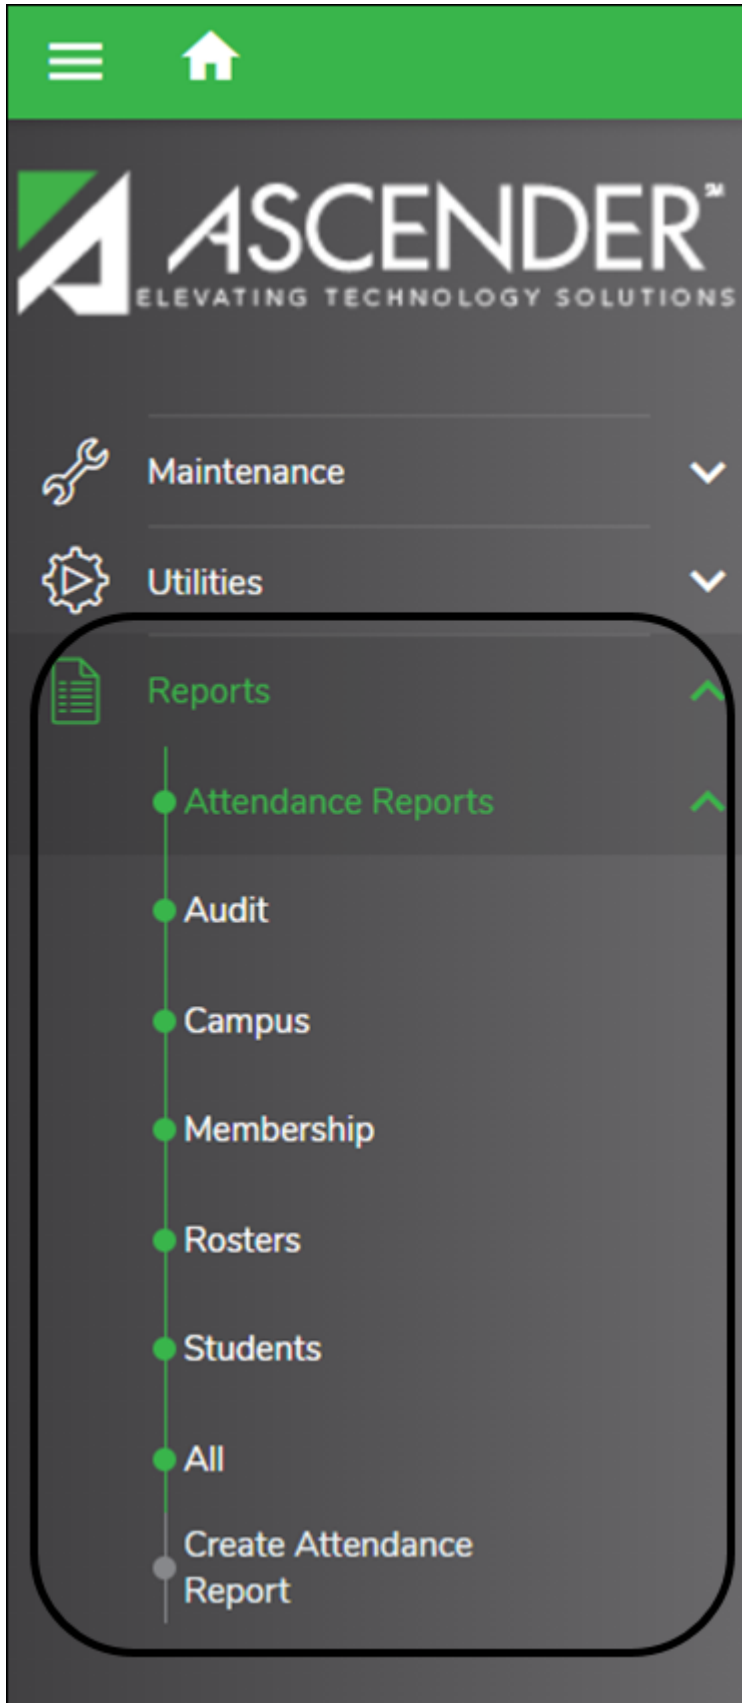 ASCENDER℠
ELEVATING TECHNOLOGY SOLUTIONS
Maintenance
Utilities
Reports
Attendance Reports
Audit
Campus
Membership
Rosters
Students
All
Create Attendance
Report